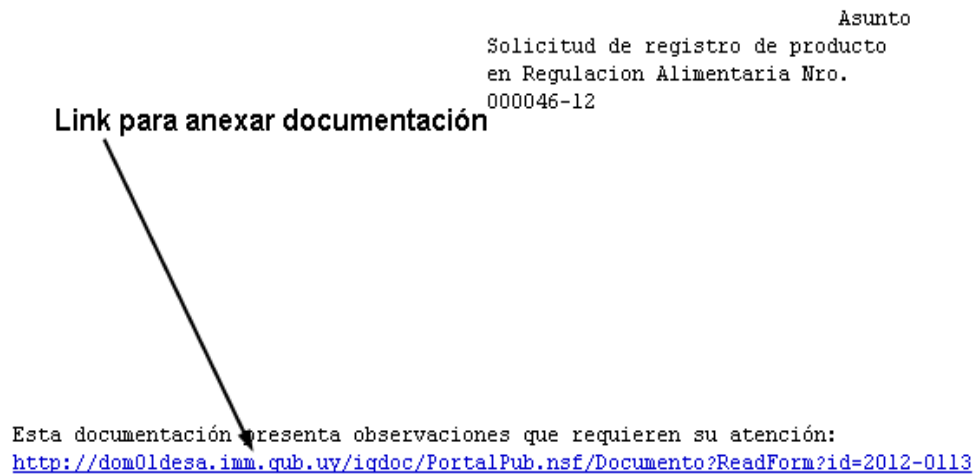 Asunto
Solicitud de registro de producto
en Regulacion Alimentaria Nro.
000046-12
Link para anexar documentación
Esta documentación presenta observaciones que requieren su atención:
http://dom01desa.imm.gub.uy/igdoc/PortalPub.nsf/Documento?ReadForm?id=2012-0113